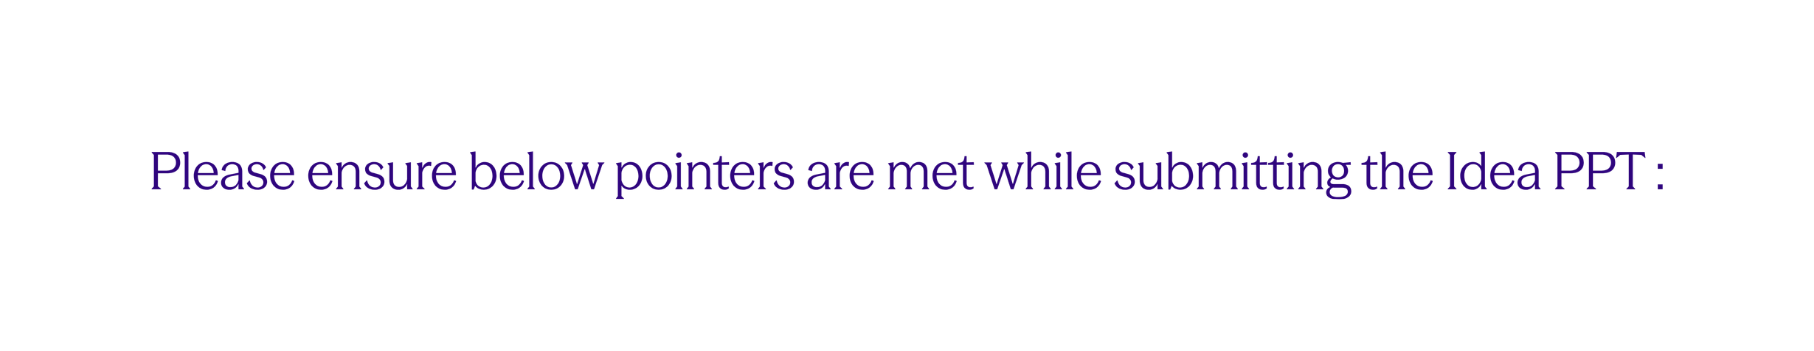 Please ensure below pointers are met while submitting the Idea PPT :